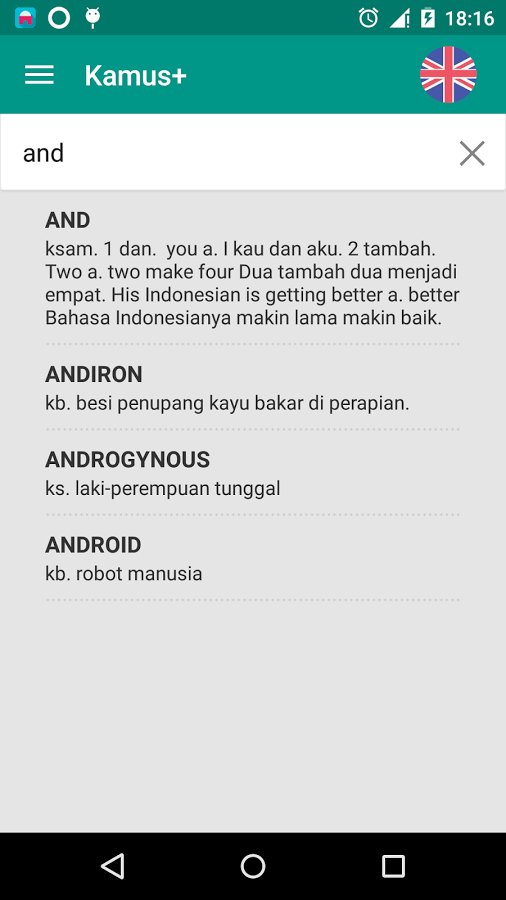 18:16
Kamus+
and
AND
ksam. 1 dan.  you a. I kau dan aku. 2 tambah.
Two a. two make four Dua tambah dua menjadi
empat. His Indonesian is getting better a. better
Bahasa Indonesianya makin lama makin baik.
ANDIRON
kb. besi penupang kayu bakar di perapian.
ANDROGYNOUS
ks. laki-perempuan tunggal
ANDROID
kb. robot manusia